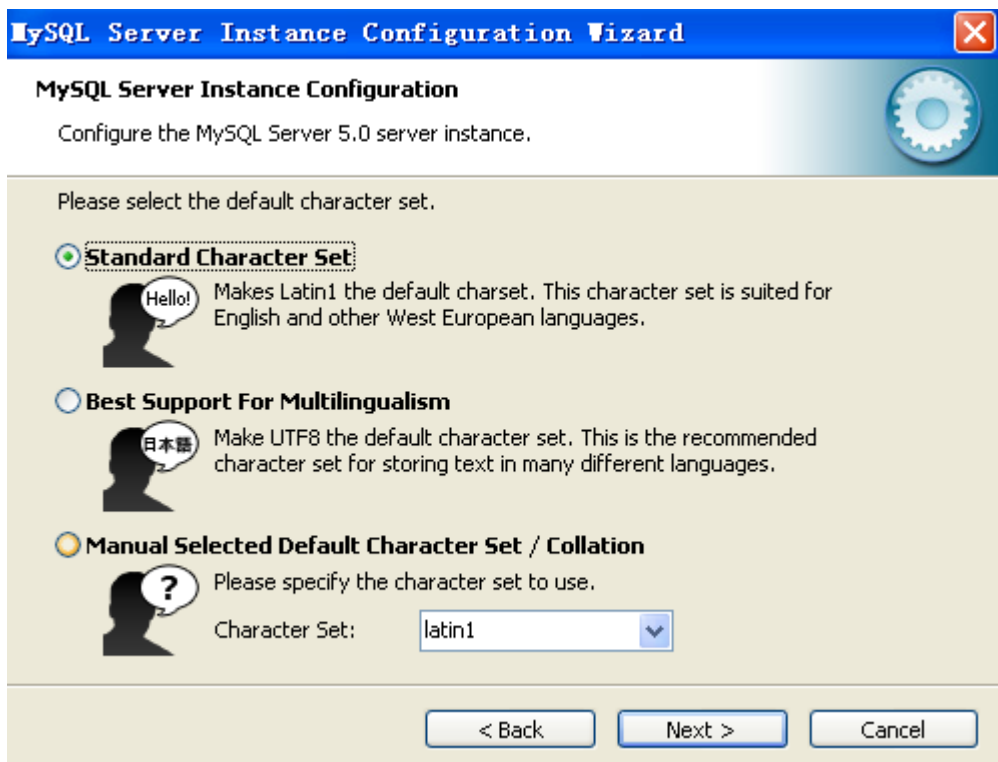 MySQL Server Instance Configuration Wizard
MySQL Server Instance Configuration
Configure the MySQL Server 5.0 server instance.
Please select the default character set.
Standard Character Set
Hello!
Makes Latin1 the default charset. This character set is suited for
English and other West European languages.
Best Support For Multilingualism
日本語
Make UTF8 the default character set. This is the recommended
character set for storing text in many different languages.
Manual Selected Default Character Set / Collation
?
Please specify the character set to use.
Character Set: latin1
< Back Next > Cancel